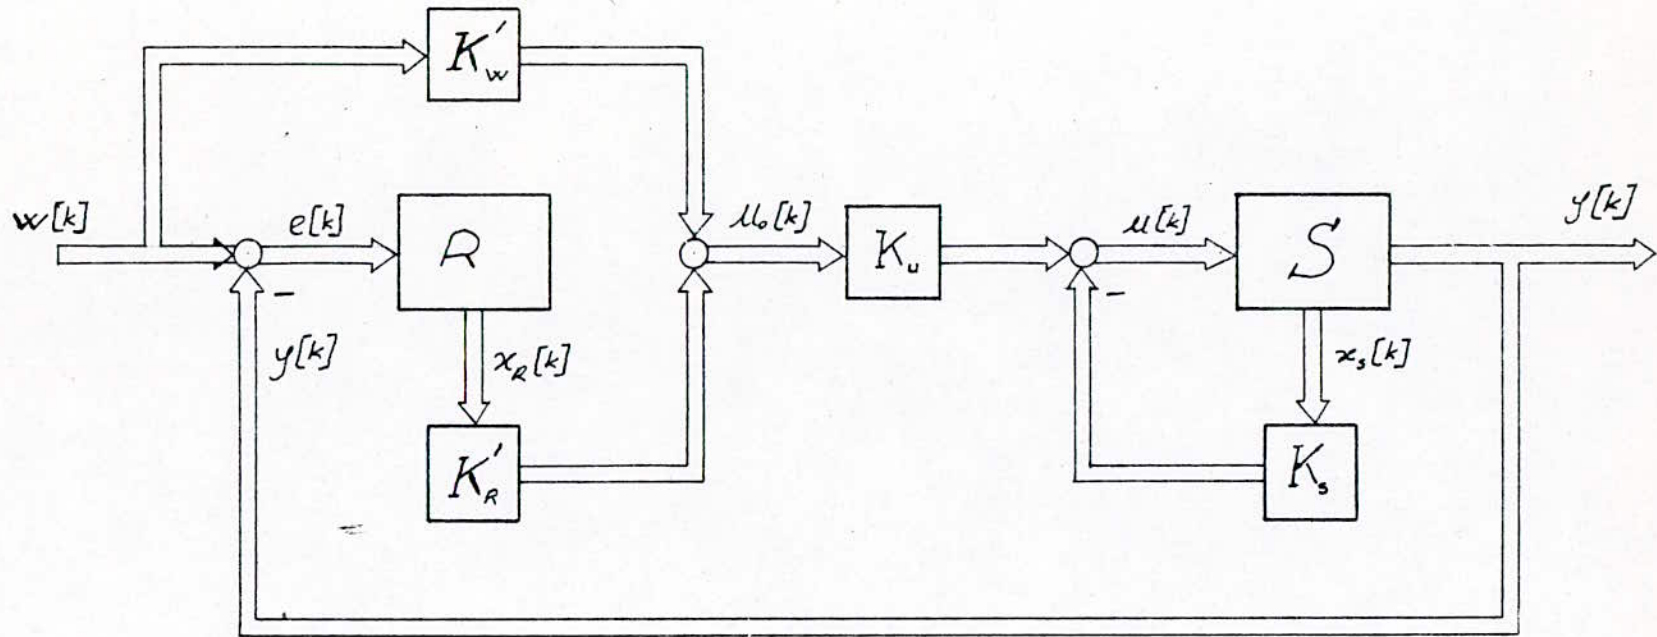 K'w
w[k]
e[k]
R
u₀[k]
Ku
u[k]
S
y[k]
-
y[k]
xR[k]
-
xs[k]
K'R
Ks